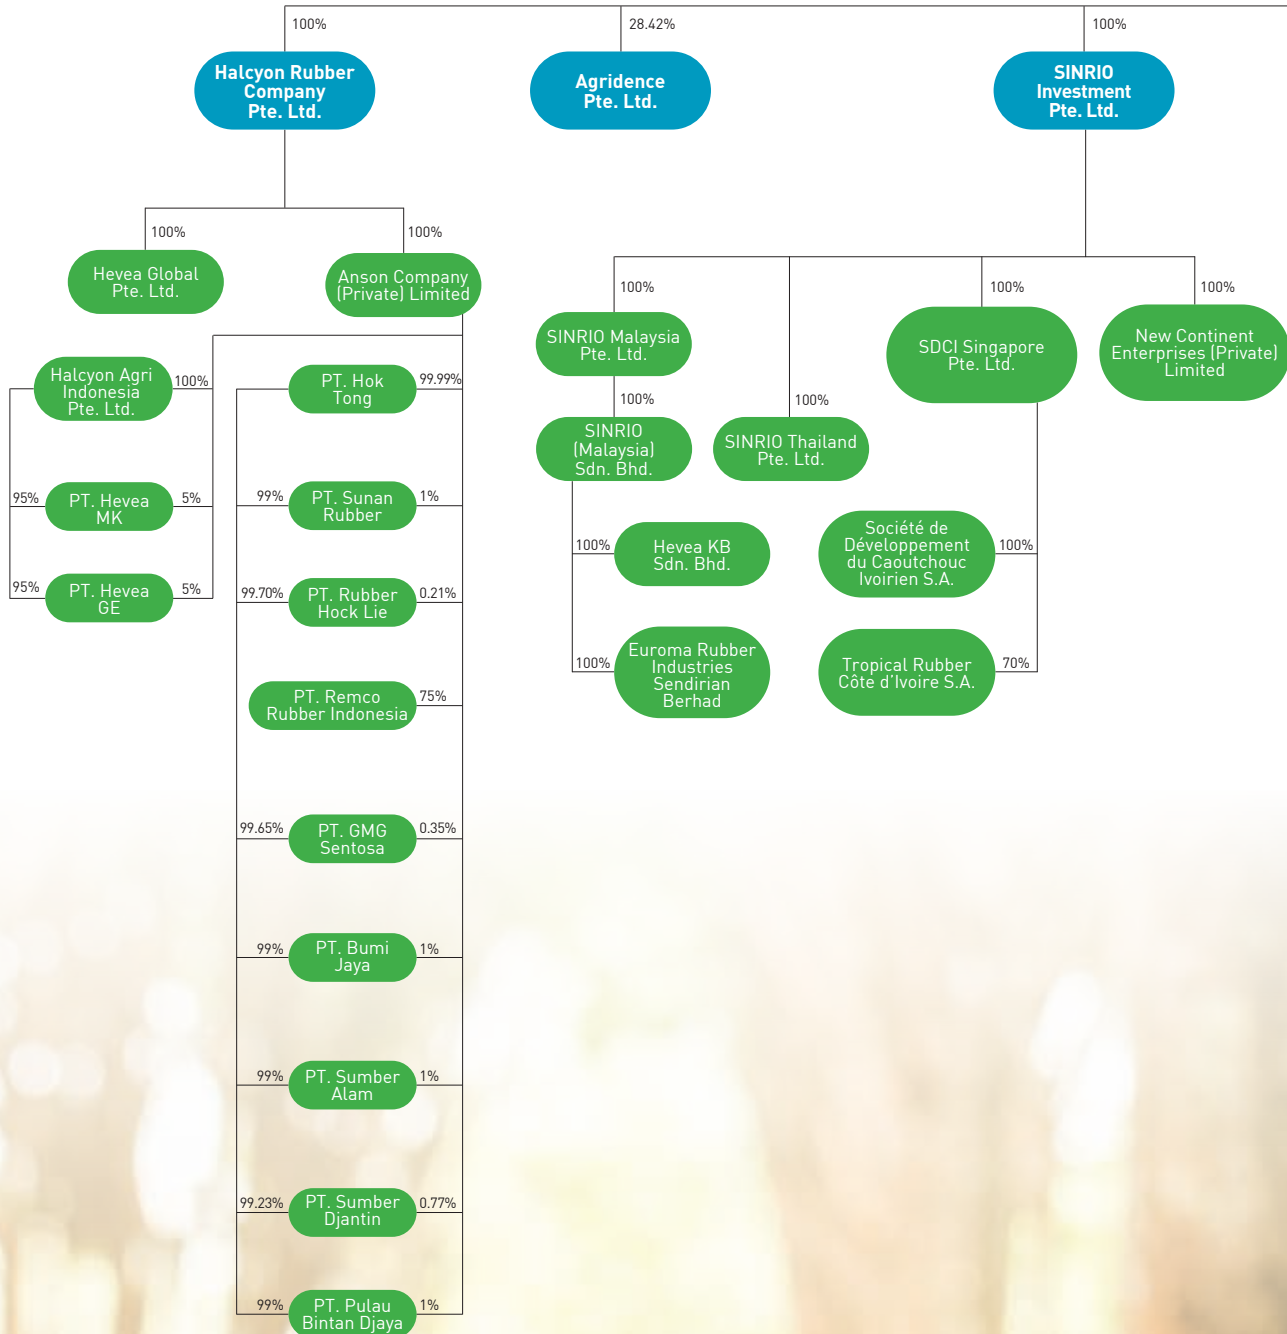 100%
28.42%
100%
Halcyon Rubber
Company
Pte. Ltd.
Agridence
Pte. Ltd.
SINRIO
Investment
Pte. Ltd.
100%
100%
Hevea Global
Pte. Ltd.
Anson Company
(Private) Limited
Halcyon Agri
Indonesia
Pte. Ltd.
100%
95%
PT. Hevea
MK
5%
95%
PT. Hevea
GE
5%
PT. Hok
Tong
99.99%
99%
PT. Sunan
Rubber
1%
99.70%
PT. Rubber
Hock Lie
0.21%
PT. Remco
Rubber Indonesia
75%
99.65%
PT. GMG
Sentosa
0.35%
99%
PT. Bumi
Jaya
1%
99%
PT. Sumber
Alam
1%
99.23%
PT. Sumber
Djantin
0.77%
99%
PT. Pulau
Bintan Djaya
1%
100%
SINRIO Malaysia
Pte. Ltd.
100%
SINRIO
(Malaysia)
Sdn. Bhd.
100%
Hevea KB
Sdn. Bhd.
100%
Euroma Rubber
Industries
Sendirian
Berhad
100%
SINRIO Thailand
Pte. Ltd.
100%
SDCI Singapore
Pte. Ltd.
Société de
Développement
du Caoutchouc
Ivoirien S.A.
100%
Tropical Rubber
Côte d'Ivoire S.A.
70%
100%
New Continent
Enterprises (Private)
Limited